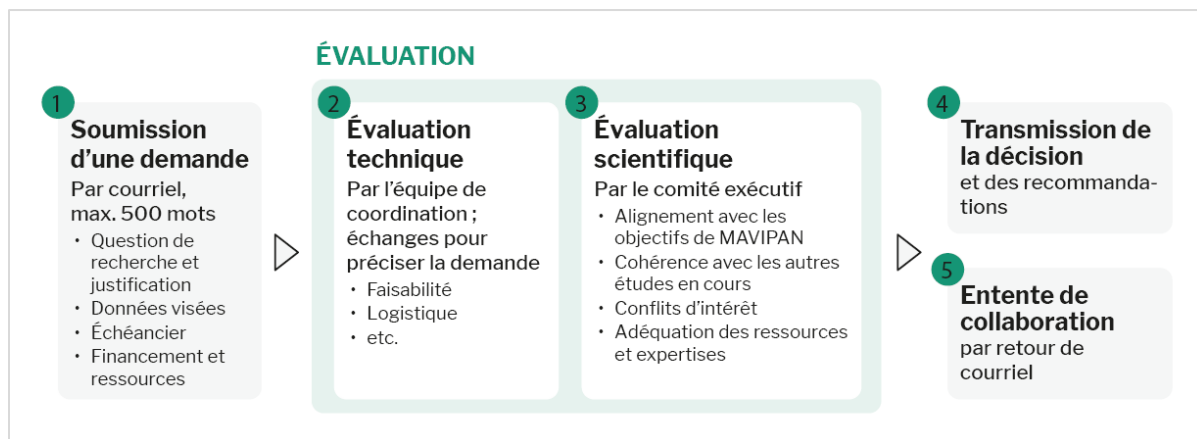 ÉVALUATION
1
Soumission
d’une demande
Par courriel,
max. 500 mots
• Question de
recherche et
justification
• Données visées
• Échéancier
• Financement et
ressources
2
Évaluation
technique
Par l’équipe de
coordination ;
échanges pour
préciser la demande
• Faisabilité
• Logistique
• etc.
3
Évaluation
scientifique
Par le comité exécutif
• Alignement avec les
objectifs de MAVIPAN
• Cohérence avec les autres
études en cours
• Conflits d’intérêt
• Adéquation des ressources
et expertises
4
Transmission de
la décision
et des recommanda-
tions
5
Entente de
collaboration
par retour de
courriel